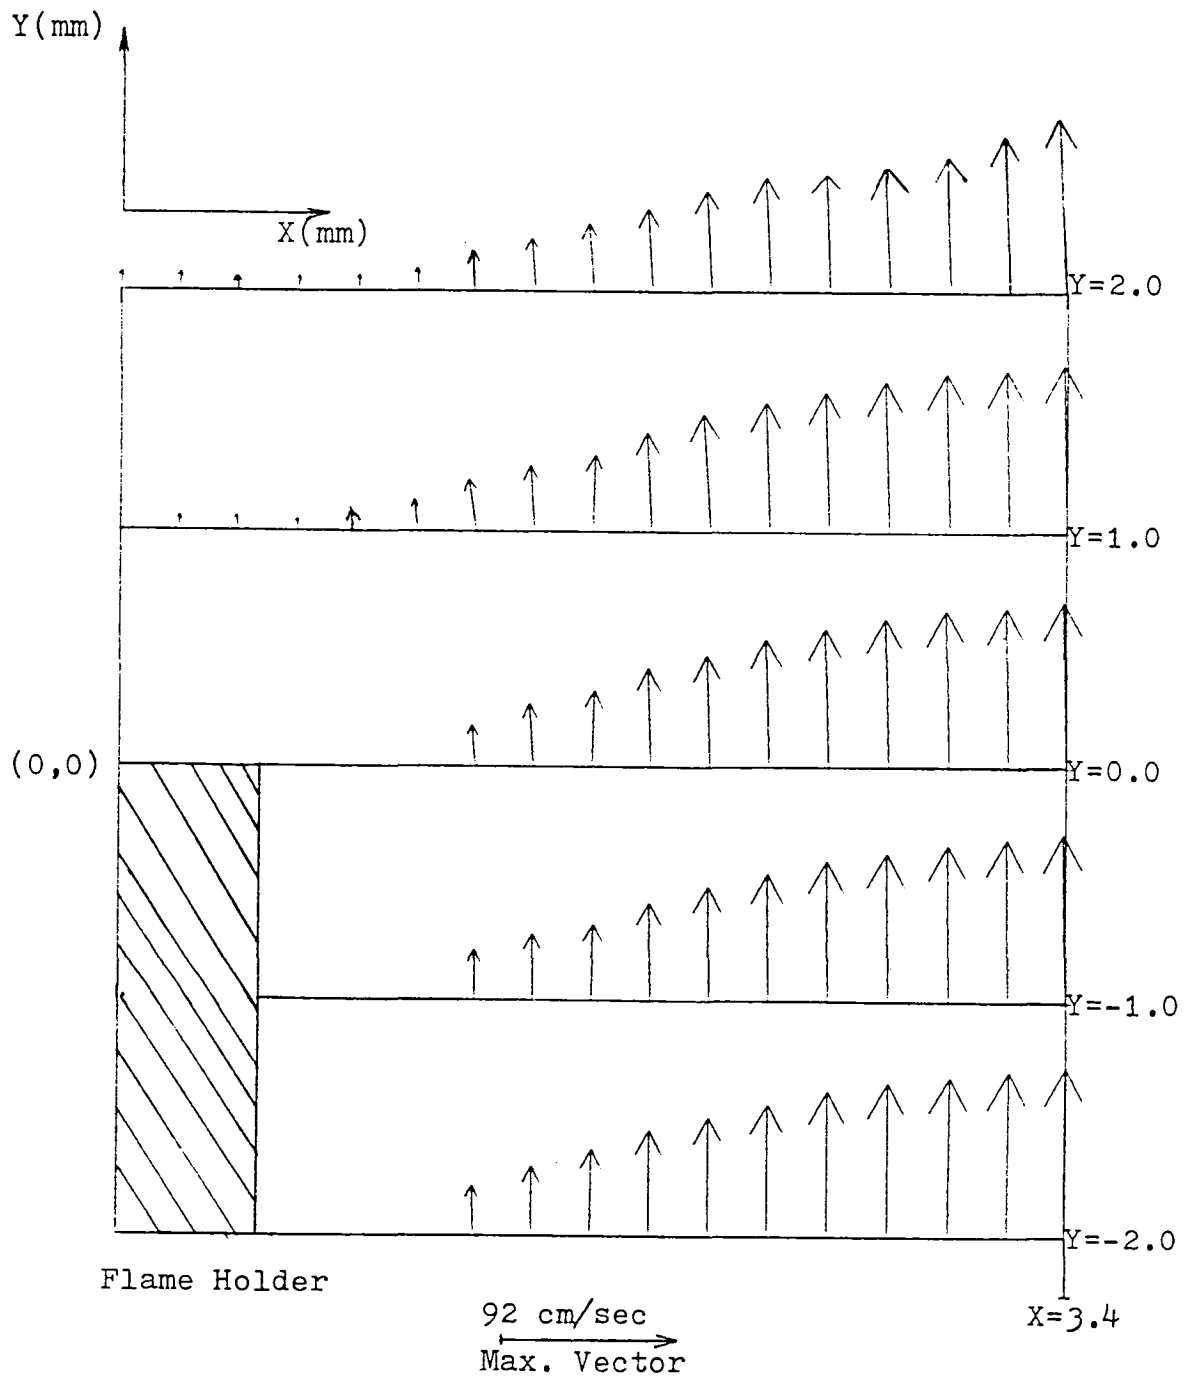 Y(mm)
X(mm)
Y=2.0
Y=1.0
(0,0)
Y=0.0
Y=-1.0
Y=-2.0
Flame Holder
92 cm/sec
Max. Vector
X=3.4